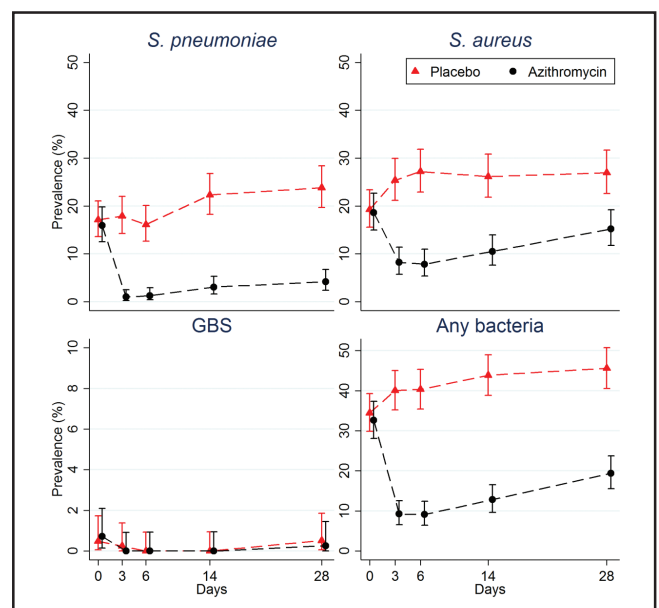 S. pneumoniae
S. aureus
Placebo
Azithromycin
Prevalence (%)
50
40
30
20
10
0
50
40
30
20
10
0
GBS
Any bacteria
Prevalence (%)
10
8
6
4
2
0
50
40
30
20
10
0
0 3 6 14 28
0 3 6 14 28
Days
Days